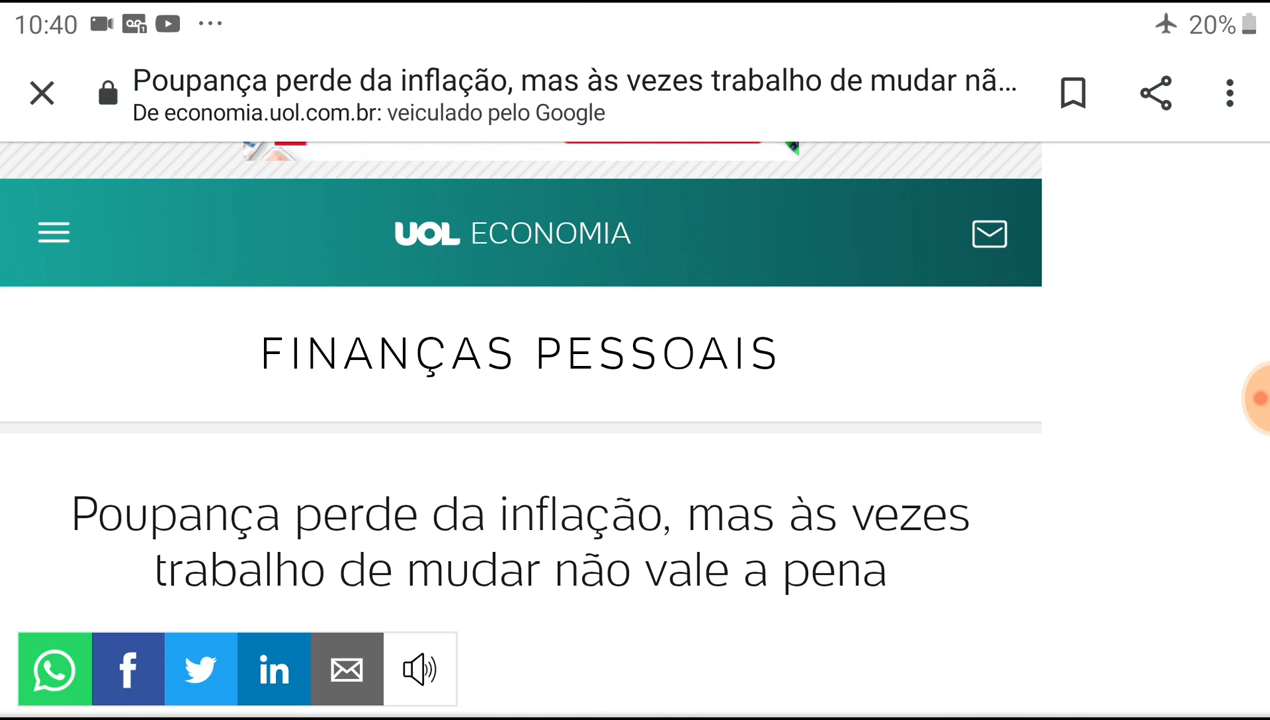 10:40 20%
Poupança perde da inflação, mas às vezes trabalho de mudar nã...
De economia.uol.com.br: veiculado pelo Google
UOL ECONOMIA
FINANÇAS PESSOAIS
Poupança perde da inflação, mas às vezes
trabalho de mudar não vale a pena